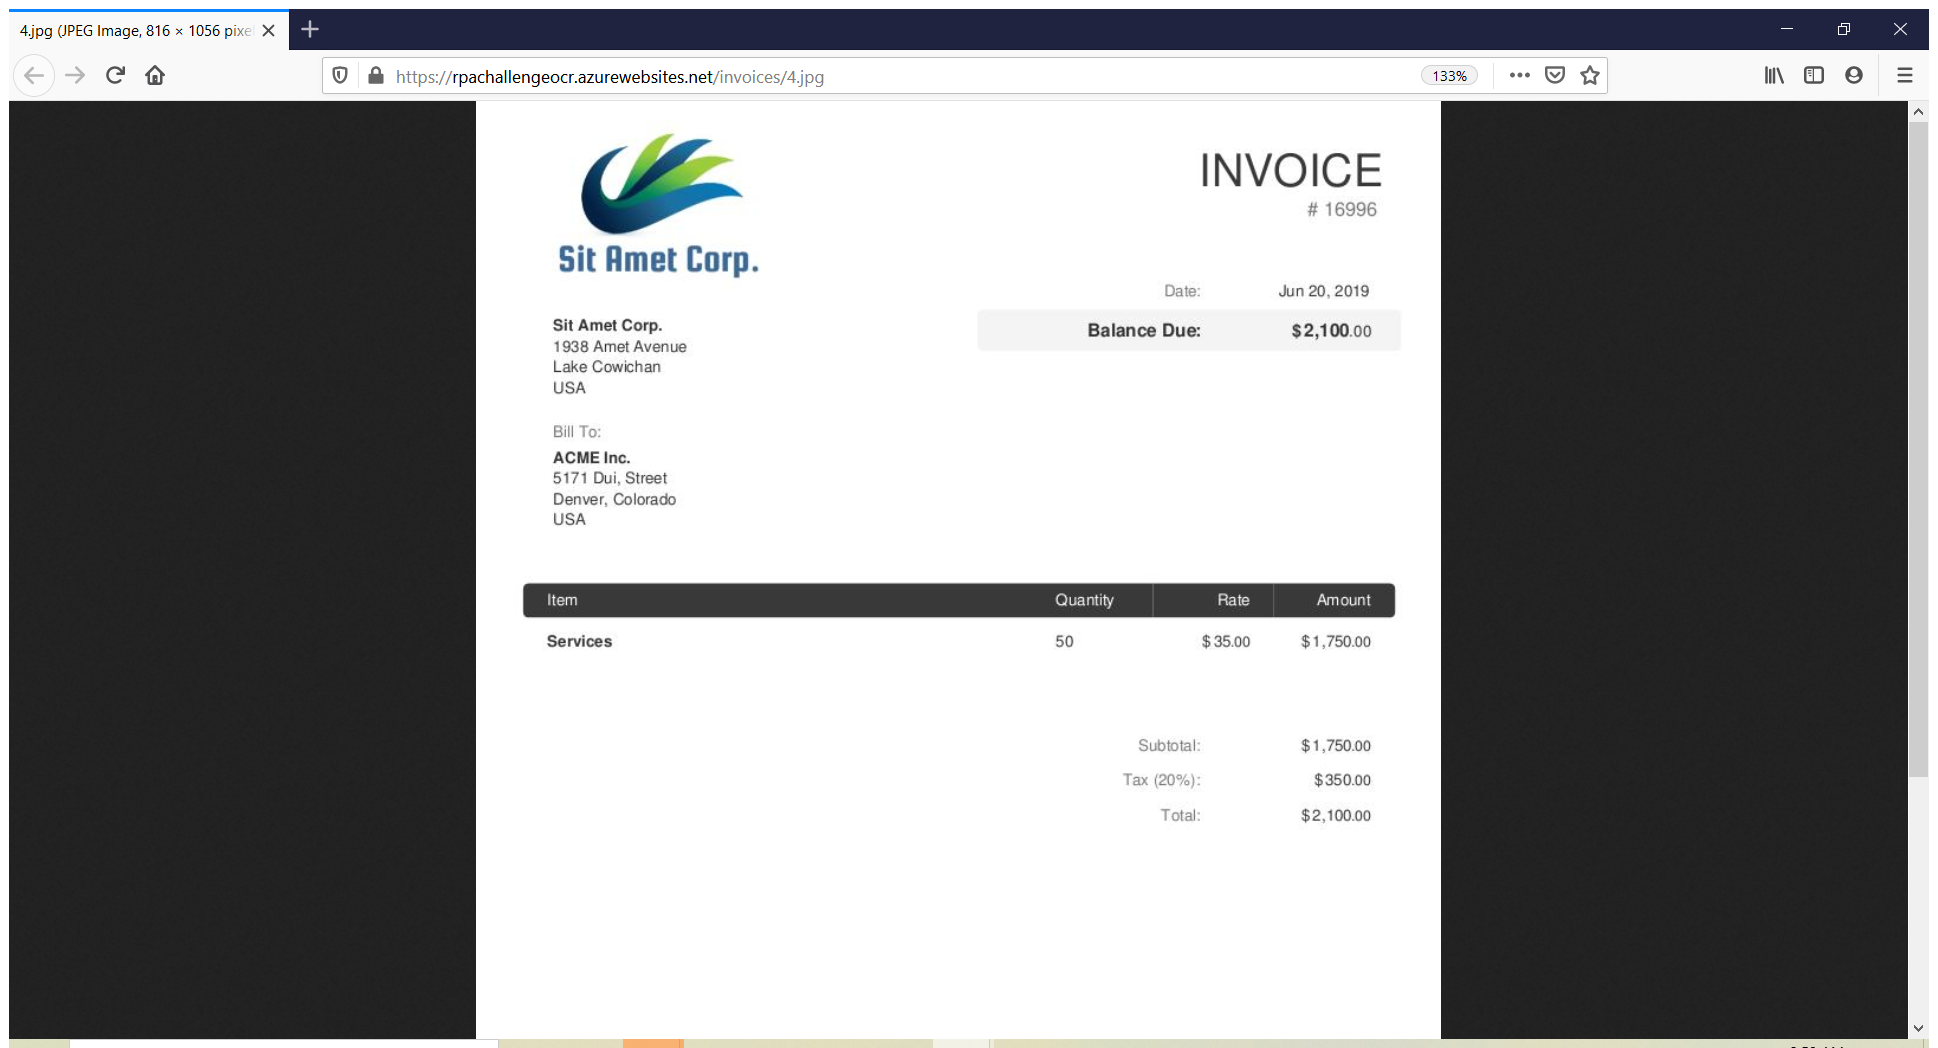 4.jpg (JPEG Image, 816 × 1056 pixe
https://rpachallengeocr.azurewebsites.net/invoices/4.jpg
133%
Sit Amet Corp.
INVOICE
# 16996
Date: Jun 20, 2019
Balance Due: $2,100.00
Sit Amet Corp.
1938 Amet Avenue
Lake Cowichan
USA
Bill To:
ACME Inc.
5171 Dui, Street
Denver, Colorado
USA
Item Quantity Rate Amount
Services 50 $35.00 $1,750.00
Subtotal: $1,750.00
Tax (20%): $350.00
Total: $2,100.00